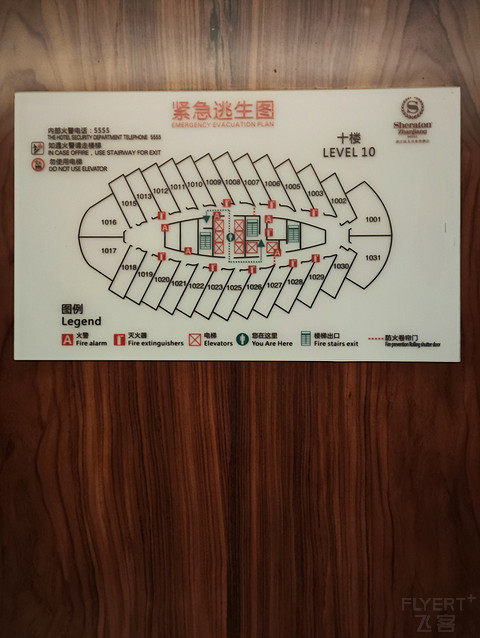 紧急逃生图
EMERGENCY EVACUATION PLAN
内部火警电话：5555
THE HOTEL SECURITY DEPARTMENT TELEPHONE 5555
如遇火警请走楼梯
IN CASE OFFIRE , USE STAIRWAY FOR EXIT
勿使用电梯
DO NOT USE ELEVATOR
Sheraton
十楼
LEVEL 10
1016
1015
1013
1012
1011
1010
1009
1008
1007
1006
1005
1003
1002
1001
1017
1018
1019
1020
1021
1022
1023
1025
1026
1027
1028
1029
1030
1031
图例
Legend
A 火警 Fire alarm
灭火器 Fire extinguishers
电梯 Elevators
您在这里 You Are Here
楼梯出口 Fire stairs exit
防火卷帘门 Fire prevention Rolling shutter door
FLYERT+
飞客